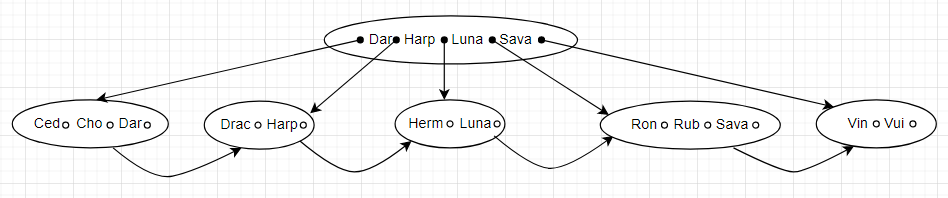 Dar Harp Luna Sava
Ced Cho Dar Drac Harp Herm Luna Ron Rub Sava Vin Vui